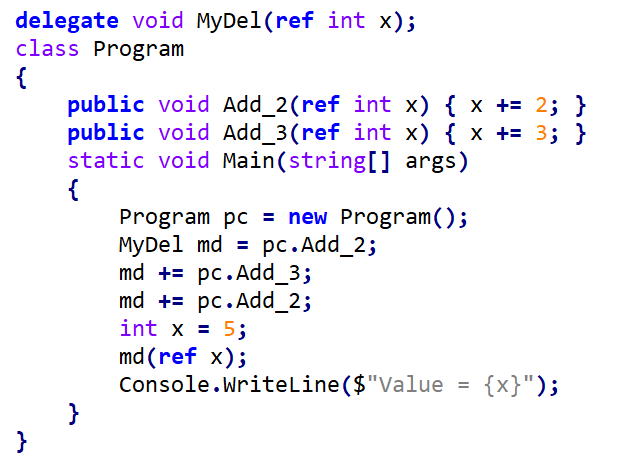 delegate void MyDel(ref int x);
class Program
{
    public void Add_2(ref int x) { x += 2; }
    public void Add_3(ref int x) { x += 3; }
    static void Main(string[] args)
    {
        Program pc = new Program();
        MyDel md = pc.Add_2;
        md += pc.Add_3;
        md += pc.Add_2;
        int x = 5;
        md(ref x);
        Console.WriteLine($"Value = {x}");
    }
}